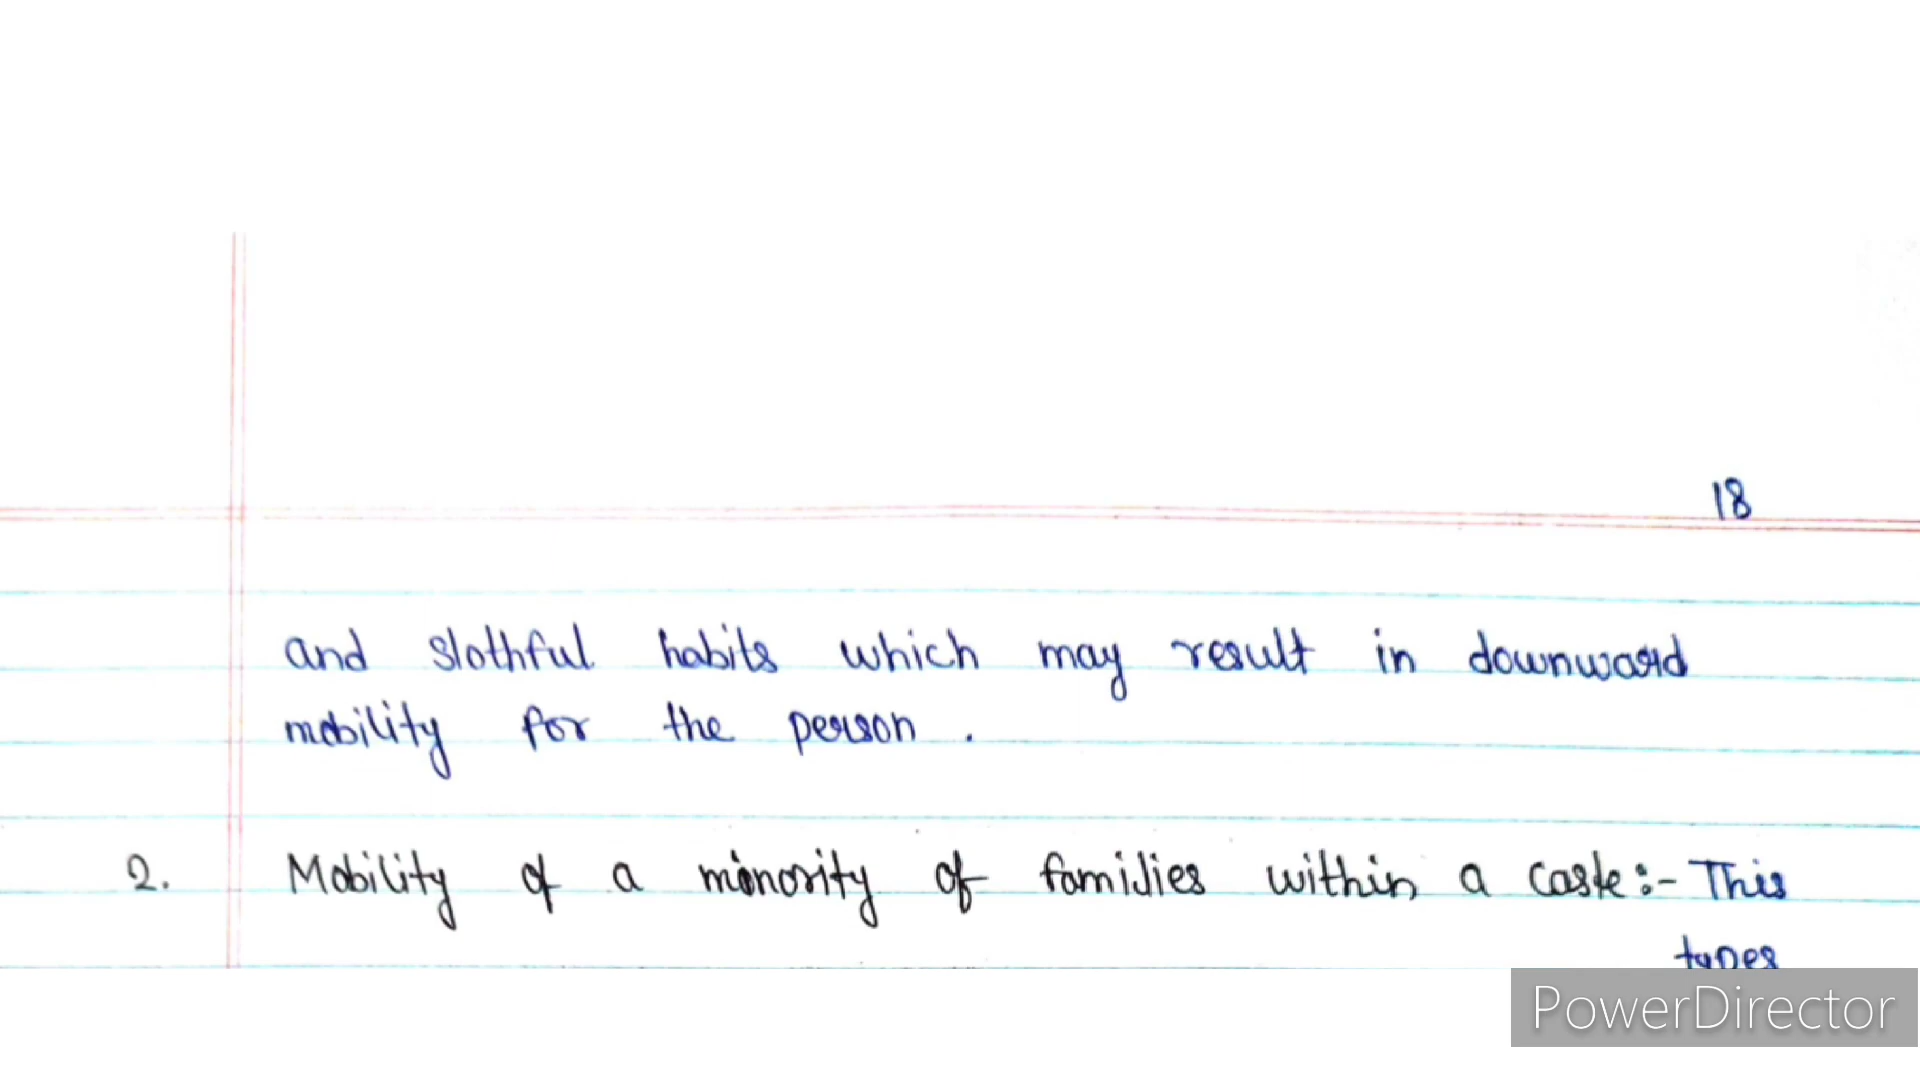 18
and slothful habits which may result in downward
mobility for the person .
2. Mobility of a minority of families within a caste :- This
types
PowerDirector